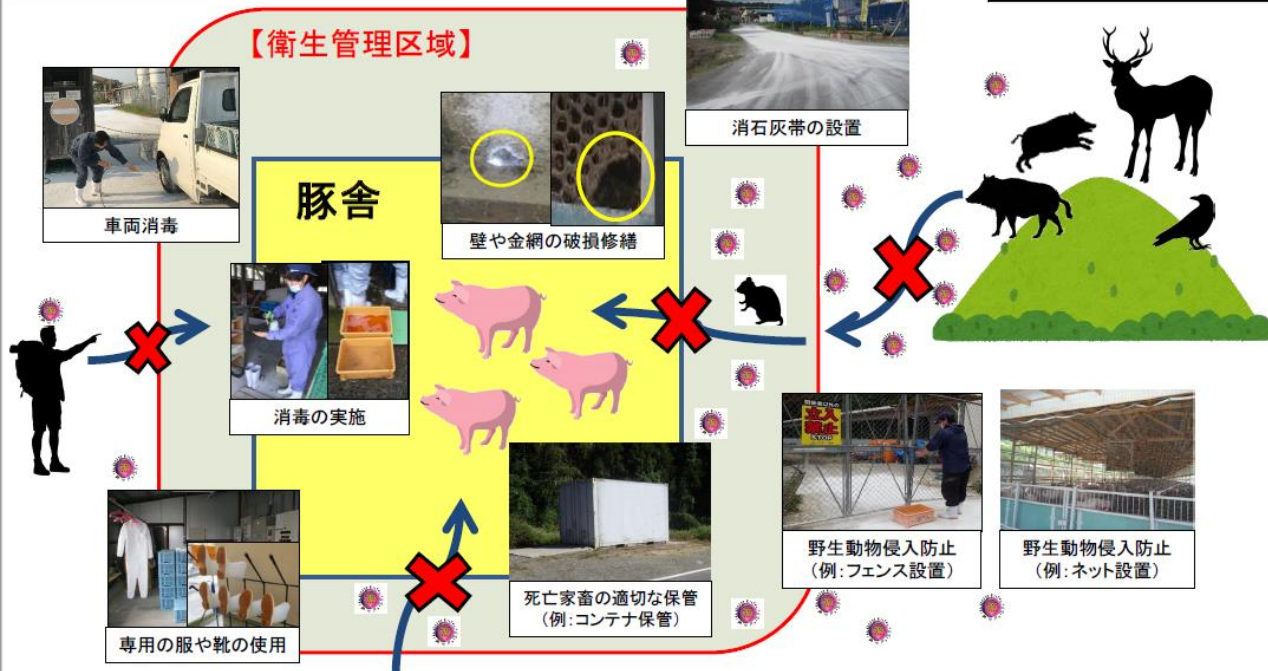 【衛生管理区域】
消石灰帯の設置
車両消毒
豚舎
壁や金網の破損修繕
消毒の実施
立入
禁止
STOP
死亡家畜の適切な保管
(例:コンテナ保管)
野生動物侵入防止
(例:フェンス設置)
野生動物侵入防止
(例:ネット設置)
専用の服や靴の使用